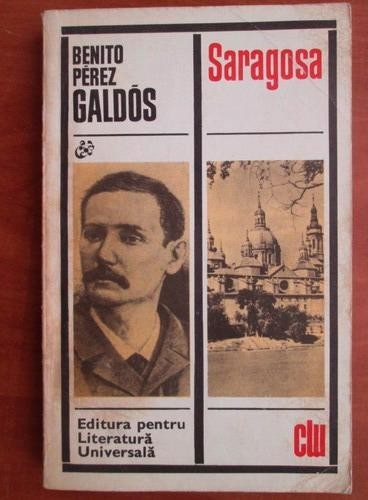 BENITO
PÉREZ
GALDÓS
Saragosa
Editura pentru
Literatură
Universală
clu